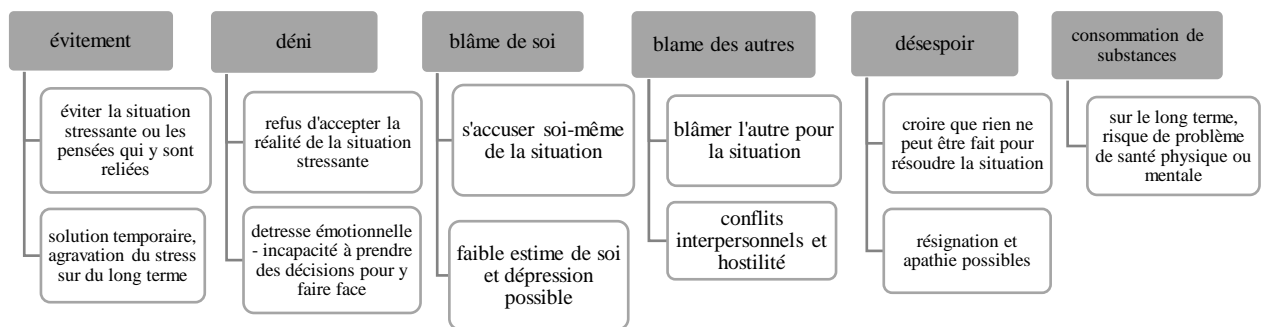 évitement
éviter la situation
stressante ou les
pensées qui y sont
reliées
solution temporaire,
agravation du stress
sur du long terme
déni
refus d'accepter la
réalité de la situation
stressante
detresse émotionnelle
- incapacité à prendre
des décisions pour y
faire face
blâme de soi
s'accuser soi-même
de la situation
faible estime de soi
et dépression
possible
blame des autres
blâmer l'autre pour
la situation
conflits
interpersonnels et
hostilité
désespoir
croire que rien ne
peut être fait pour
résoudre la situation
résignation et
apathie possibles
consommation de
substances
sur le long terme,
risque de problème
de santé physique ou
mentale